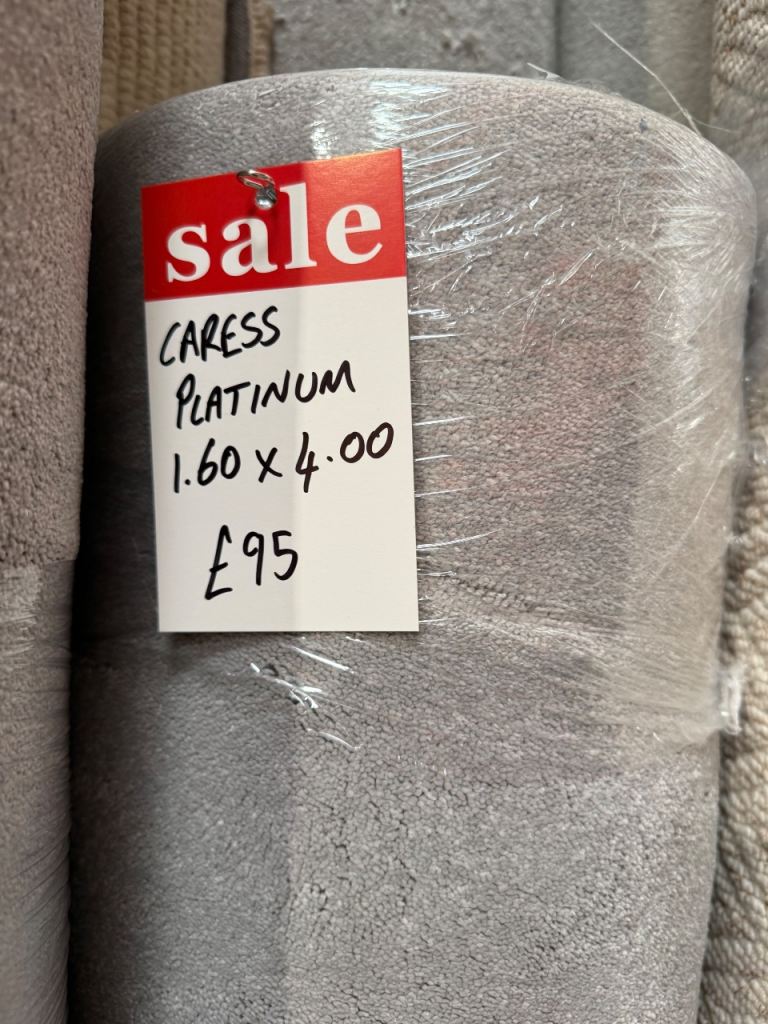 sale
CARESS
PLATINUM
1.60 x 4.00
£95